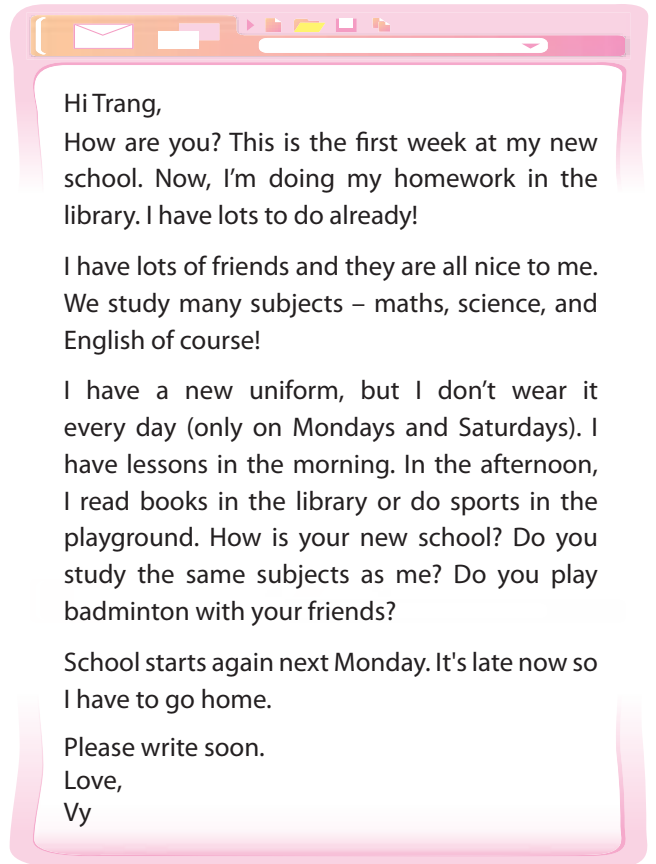 Hi Trang,
How are you? This is the first week at my new
school. Now, I’m doing my homework in the
library. I have lots to do already!
I have lots of friends and they are all nice to me.
We study many subjects – maths, science, and
English of course!
I have a new uniform, but I don’t wear it
every day (only on Mondays and Saturdays). I
have lessons in the morning. In the afternoon,
I read books in the library or do sports in the
playground. How is your new school? Do you
study the same subjects as me? Do you play
badminton with your friends?
School starts again next Monday. It's late now so
I have to go home.
Please write soon.
Love,
Vy